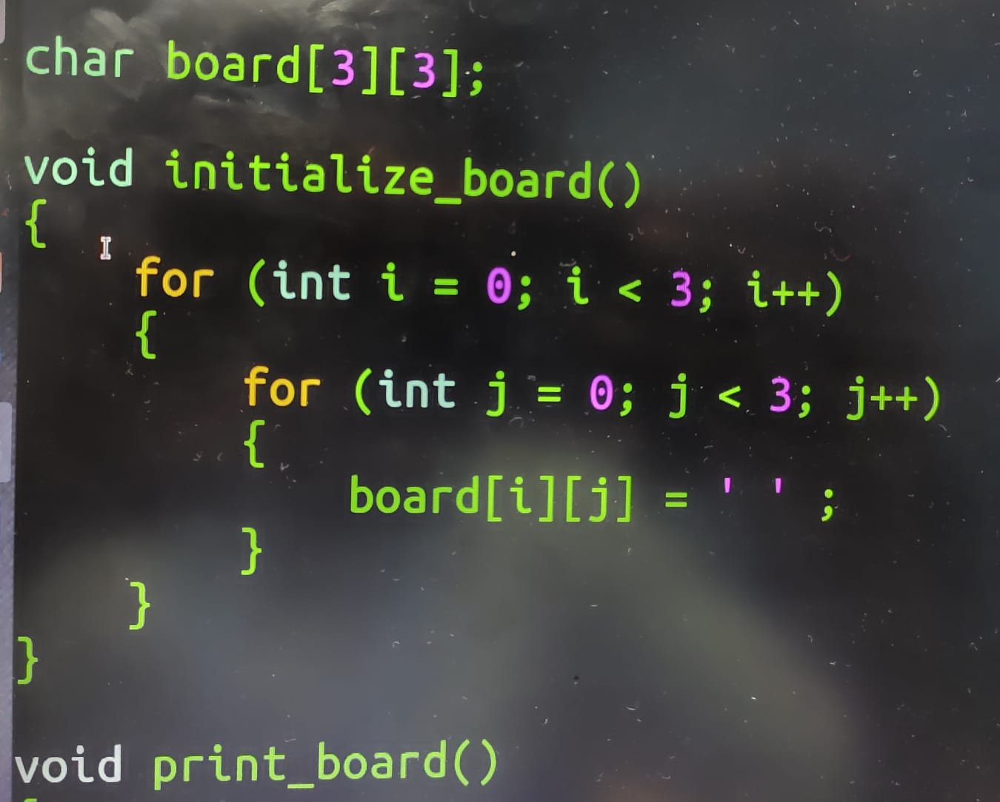 char board[3][3];
void initialize_board()
{
for (int i = 0; i < 3; i++)
{
for (int j = 0; j < 3; j++)
{
board[i][j] = ' ' ;
}
}
}
void print_board()
{